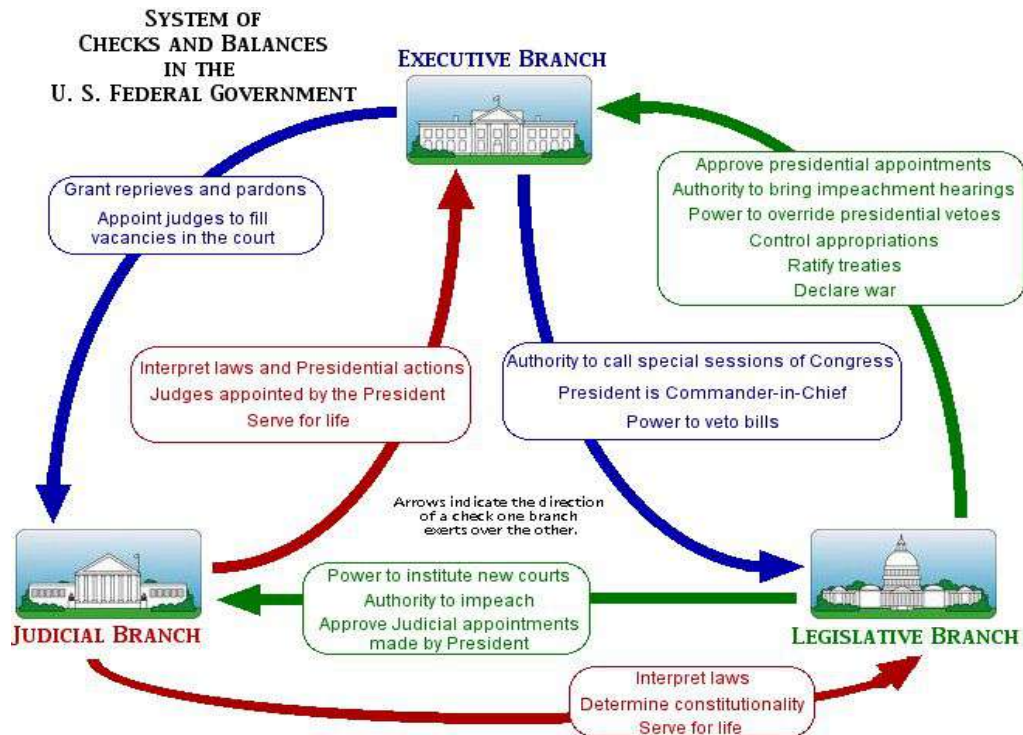 SYSTEM OF
CHECKS AND BALANCES
IN THE
U. S. FEDERAL GOVERNMENT
EXECUTIVE BRANCH
Grant reprieves and pardons
Appoint judges to fill
vacancies in the court
Approve presidential appointments
Authority to bring impeachment hearings
Power to override presidential vetoes
Control appropriations
Ratify treaties
Declare war
Interpret laws and Presidential actions
Judges appointed by the President
Serve for life
Authority to call special sessions of Congress
President is Commander-in-Chief
Power to veto bills
Arrows indicate the direction
of a check one branch
exerts over the other.
JUDICIAL BRANCH
Power to institute new courts
Authority to impeach
Approve Judicial appointments
made by President
LEGISLATIVE BRANCH
Interpret laws
Determine constitutionality
Serve for life